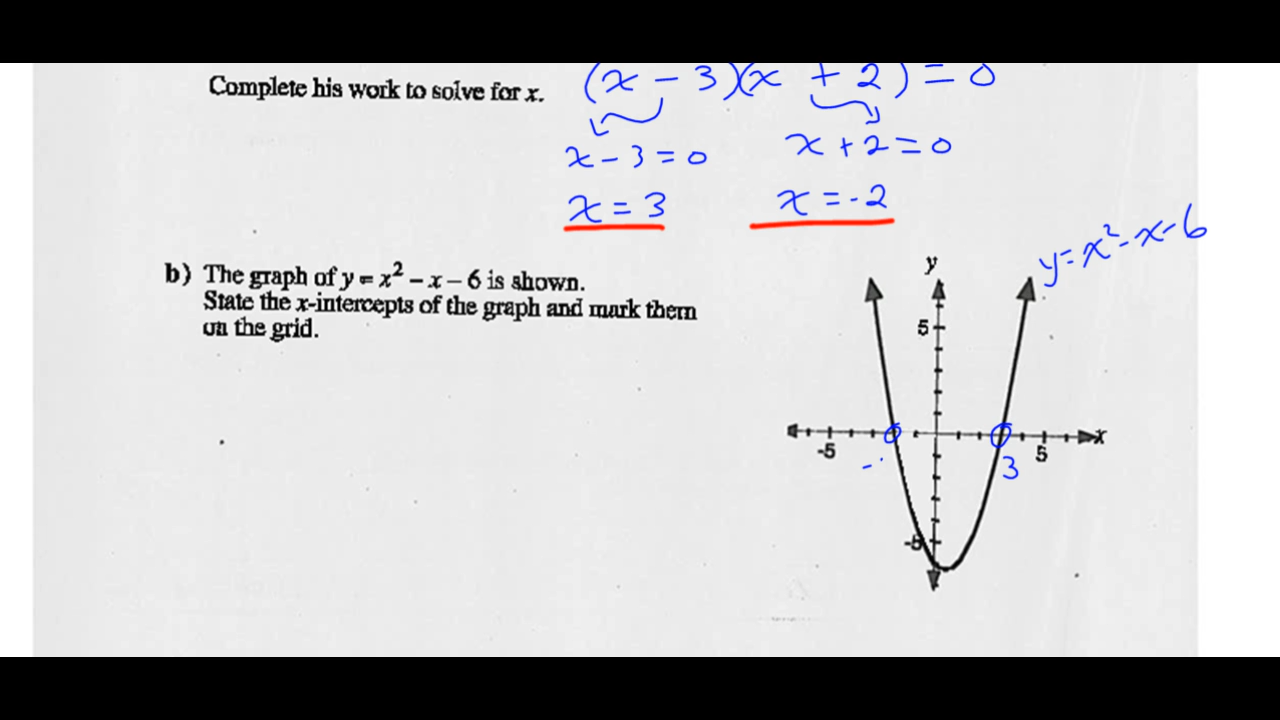 (x - 3)(x + 2) = 0
Complete his work to solve for x.
x - 3 = 0
x + 2 = 0
x = 3
x = -2
y = x² - x - 6
b) The graph of y = x² - x - 6 is shown.
State the x-intercepts of the graph and mark them
on the grid.
y
5
x
-5
5
-
3
-5